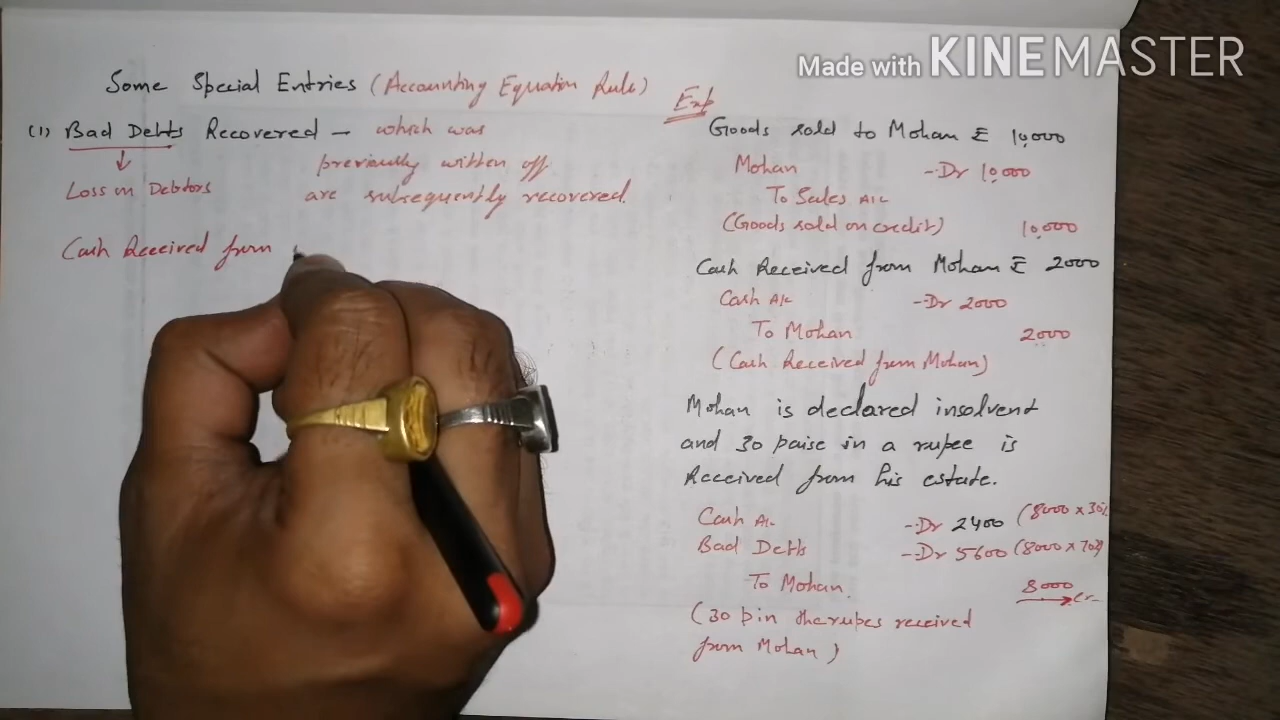 Made with KINEMASTER
Some Special Entries (Accounting Equation Rule)
(1) Bad Debts Recovered - which was
previously written off
are subsequently recovered.
Loss on Debtors
Cash Received from
Exp
Goods sold to Mohan ₹ 10,000
Mohan --Dr 10,000
To Sales A/c
(Goods sold on credit) 10,000
Cash Received from Mohan ₹ 2000
Cash A/c --Dr 2000
To Mohan 2,000
(Cash Received from Mohan)
Mohan is declared insolvent
and 30 paise in a rupee is
Received from his estate.
Cash A/c --Dr 2400 (8000 x 30%
Bad Debts --Dr 5600 (8000 x 70%)
To Mohan. 8000
Cr-
(30 p in the rupes received
from Mohan)